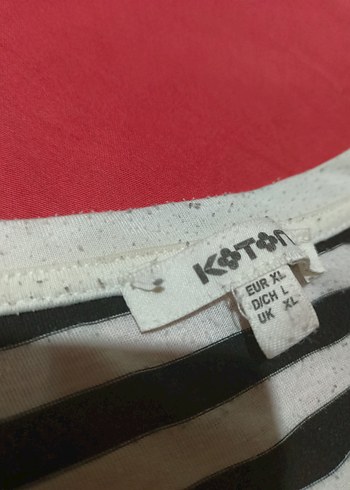 KOTON
EUR XL
D/CH L
UK XL